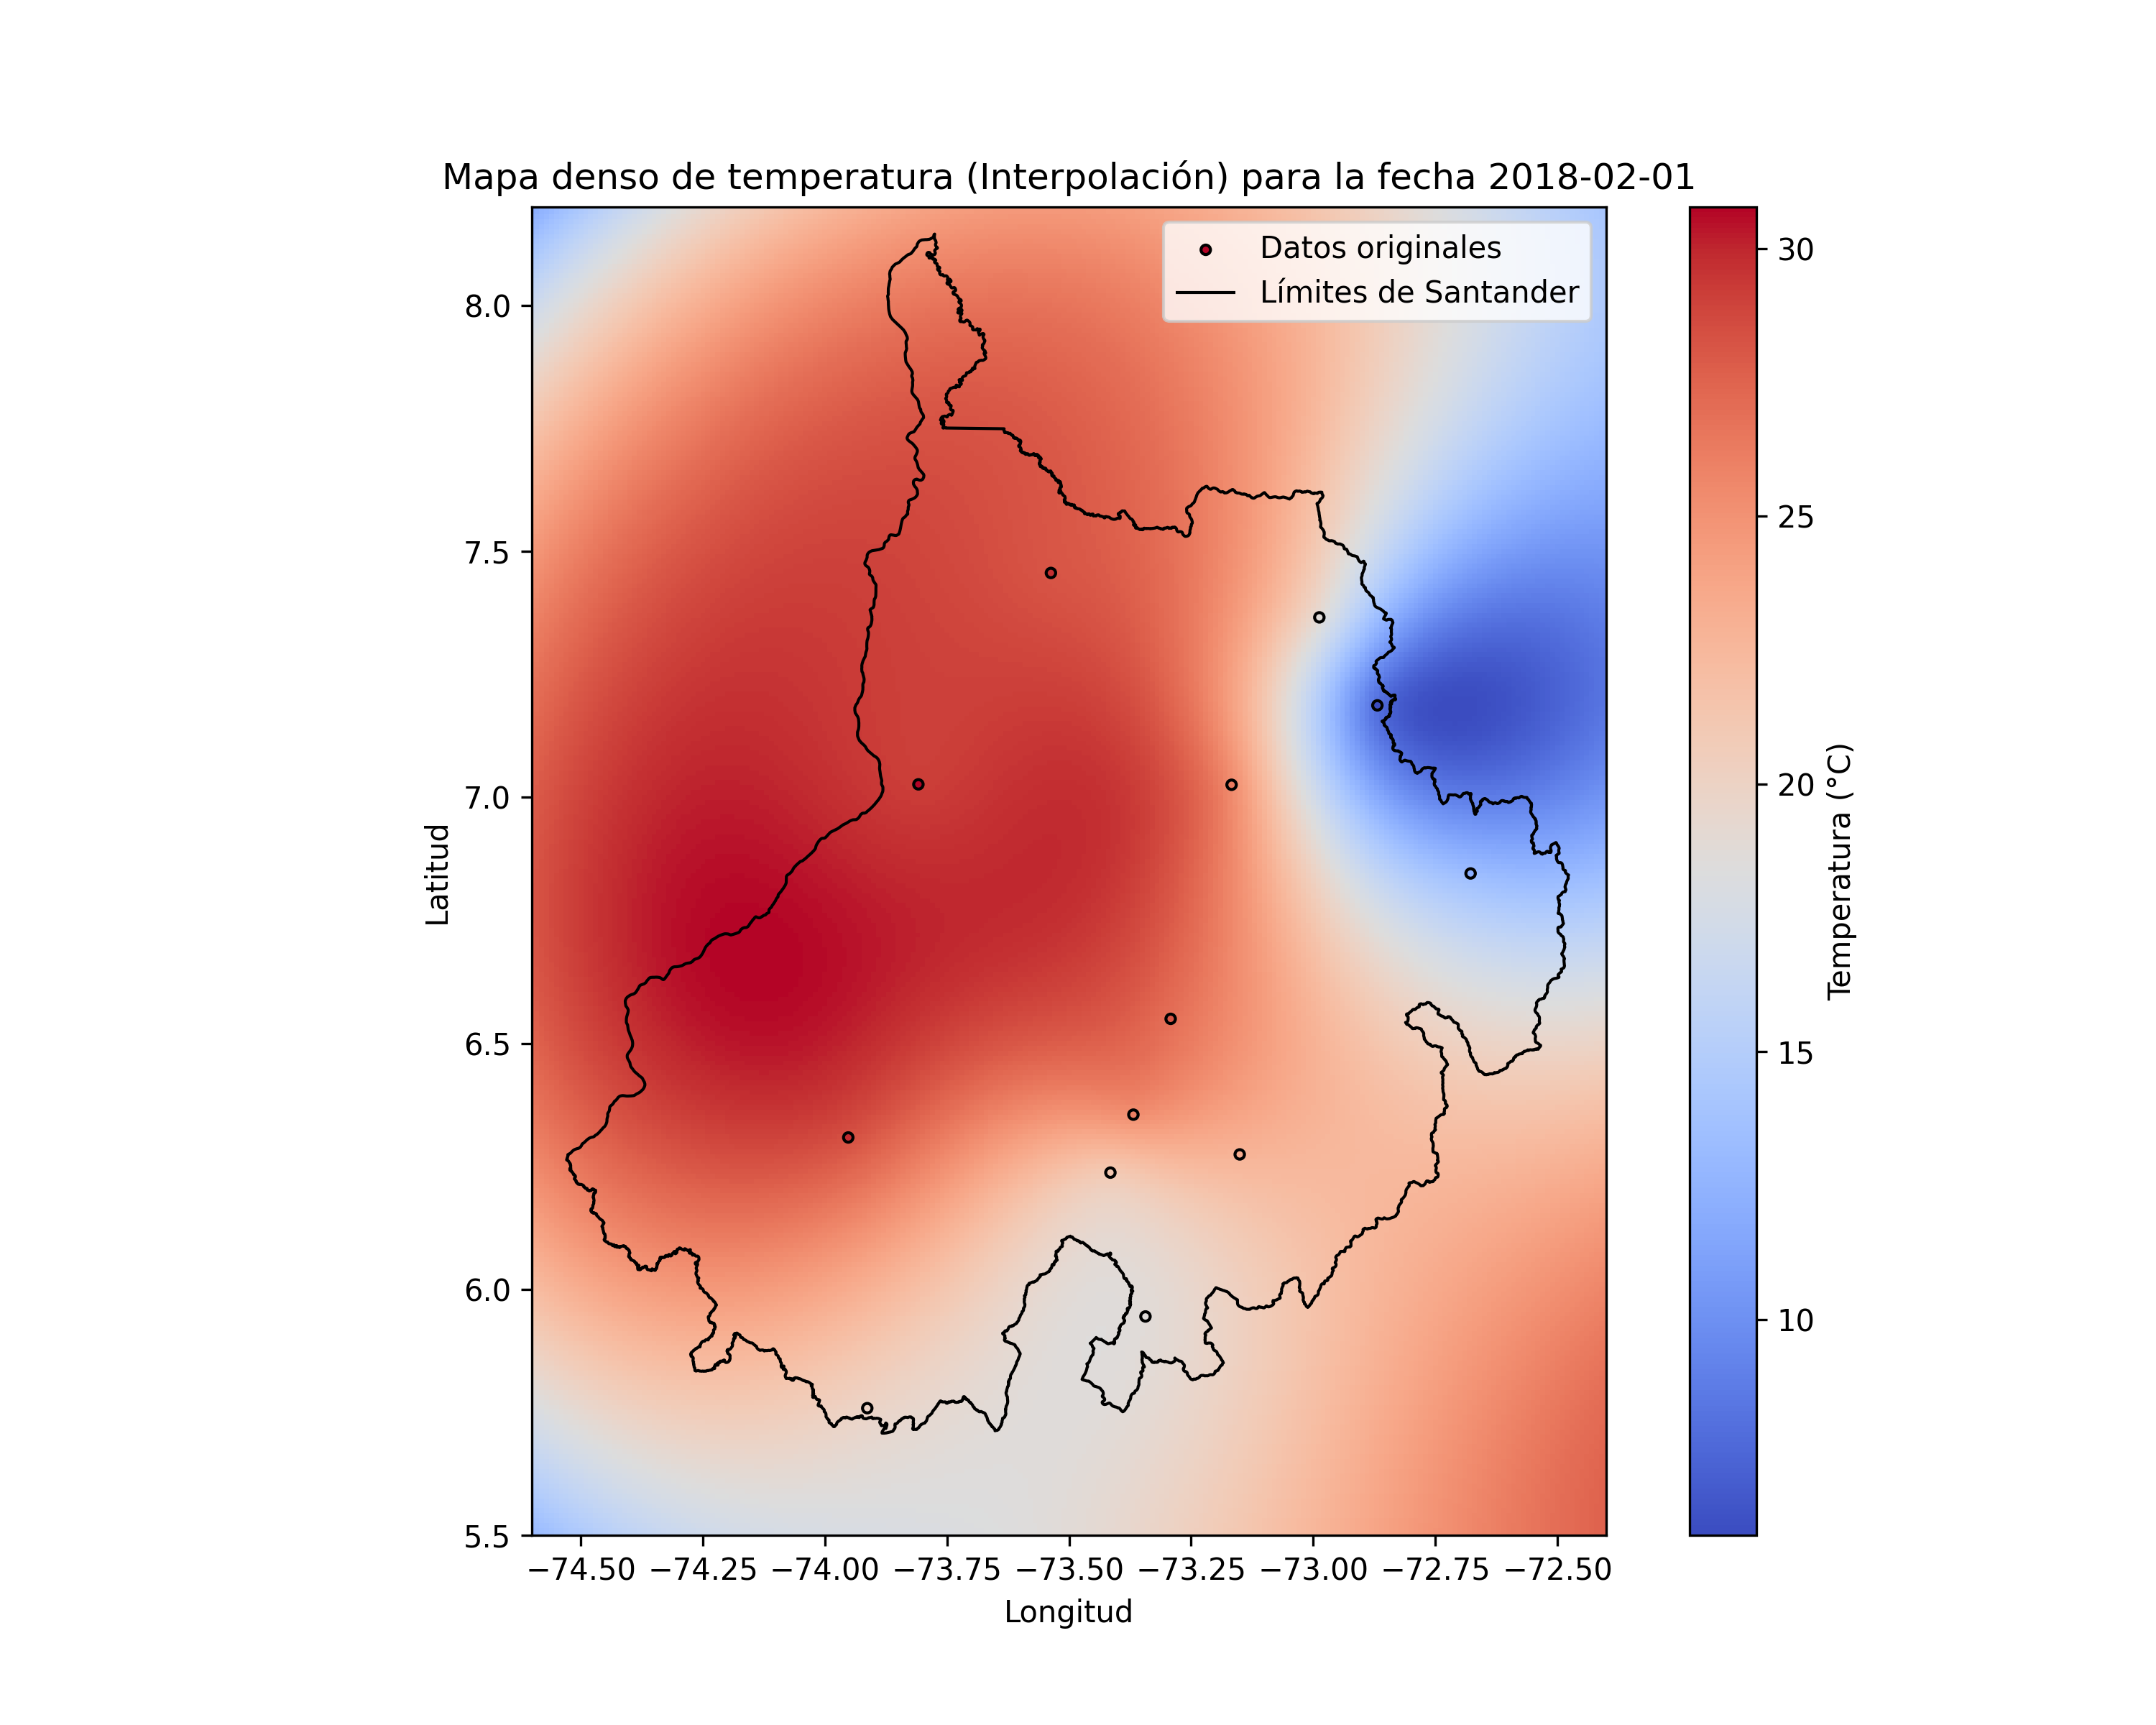 Mapa denso de temperatura (Interpolación) para la fecha 2018-02-01
Datos originales
Límites de Santander
8.0
7.5
7.0
6.5
6.0
5.5
Latitud
−74.50 −74.25 −74.00 −73.75 −73.50 −73.25 −73.00 −72.75 −72.50
Longitud
30
25
20
15
10
Temperatura (°C)